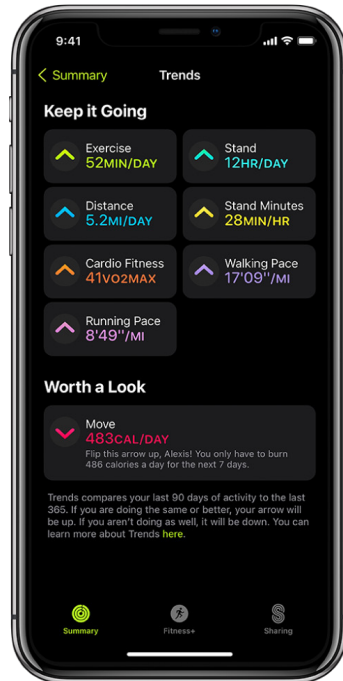 9:41
Summary
Trends
Keep it Going
Exercise
52MIN/DAY
Stand
12HR/DAY
Distance
5.2MI/DAY
Stand Minutes
28MIN/HR
Cardio Fitness
41VO2MAX
Walking Pace
17'09''/MI
Running Pace
8'49''/MI
Worth a Look
Move
483CAL/DAY
Flip this arrow up, Alexis! You only have to burn
486 calories a day for the next 7 days.
Trends compares your last 90 days of activity to the last
365. If you are doing the same or better, your arrow will
be up. If you aren't doing as well, it will be down. You can
learn more about Trends here.
Summary
Fitness+
Sharing